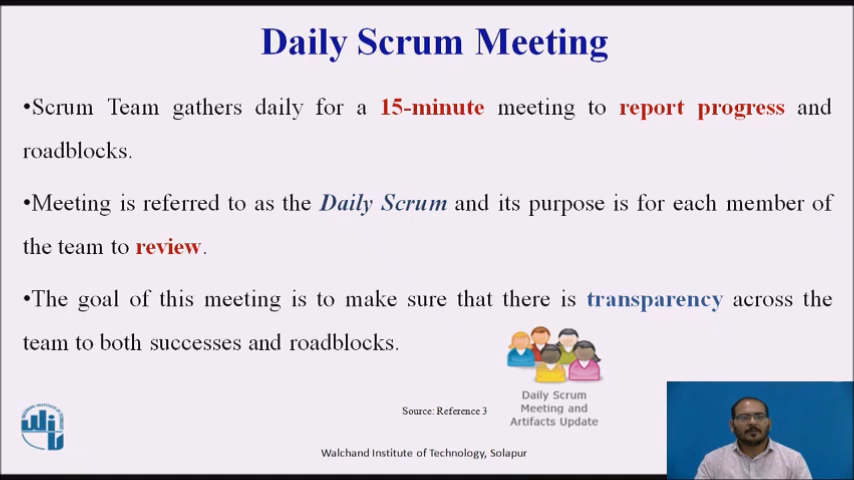 Daily Scrum Meeting
•Scrum Team gathers daily for a 15-minute meeting to report progress and
roadblocks.
•Meeting is referred to as the Daily Scrum and its purpose is for each member of
the team to review.
•The goal of this meeting is to make sure that there is transparency across the
team to both successes and roadblocks.
Daily Scrum
Meeting and
Artifacts Update
Source: Reference 3
Walchand Institute of Technology, Solapur